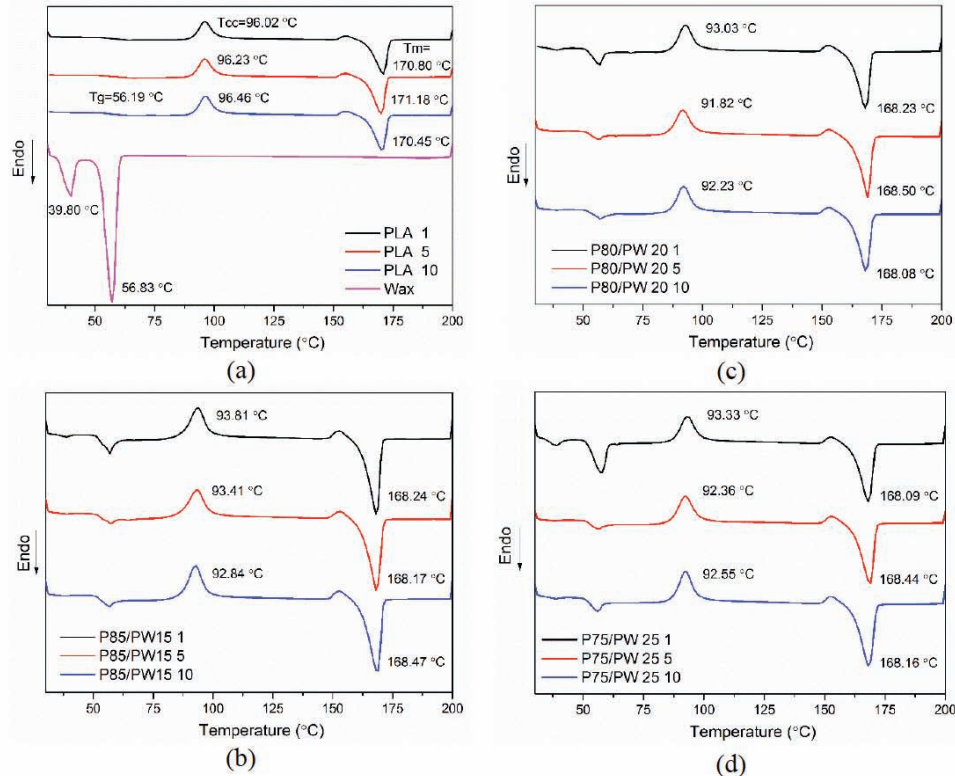 Tcc=96.02 °C
Tm=
170.80 °C
96.23 °C
171.18 °C
Tg=56.19 °C
96.46 °C
170.45 °C
Endo
39.80 °C
56.83 °C
PLA 1
PLA 5
PLA 10
Wax
50 75 100 125 150 175 200
Temperature (°C)
(a)
93.03 °C
168.23 °C
91.82 °C
168.50 °C
92.23 °C
168.08 °C
Endo
P80/PW 20 1
P80/PW 20 5
P80/PW 20 10
50 75 100 125 150 175 200
Temperature (°C)
(c)
93.81 °C
168.24 °C
93.41 °C
168.17 °C
92.84 °C
168.47 °C
Endo
P85/PW15 1
P85/PW15 5
P85/PW15 10
50 75 100 125 150 175 200
Temperature (°C)
(b)
93.33 °C
168.09 °C
92.36 °C
168.44 °C
92.55 °C
168.16 °C
Endo
P75/PW 25 1
P75/PW 25 5
P75/PW 25 10
50 75 100 125 150 175 200
Temperature (°C)
(d)